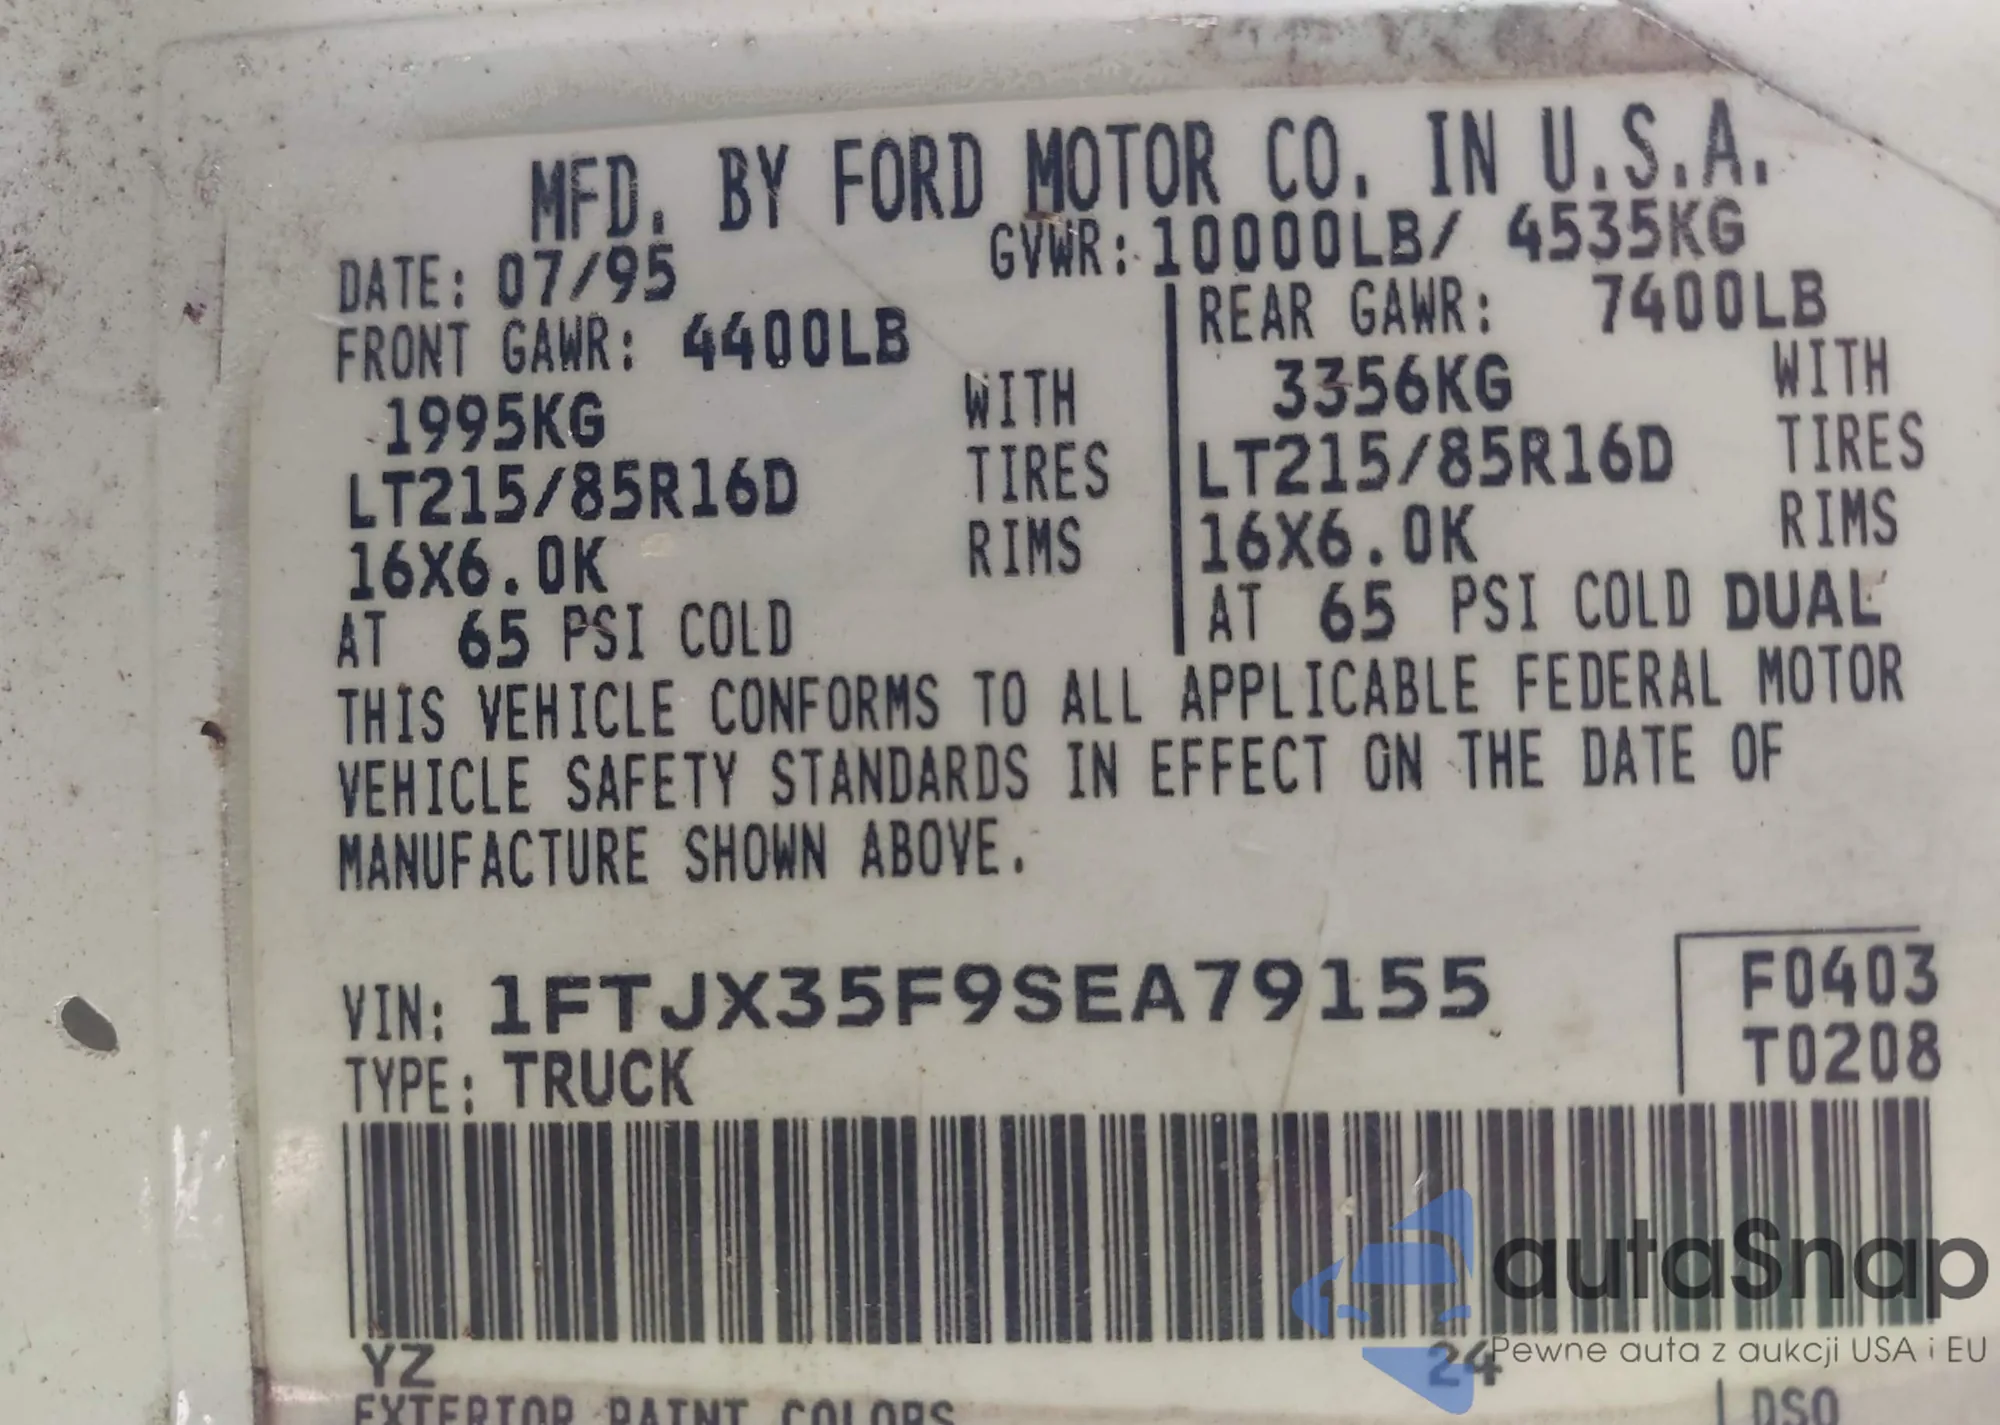 MFD. BY FORD MOTOR CO. IN U.S.A.
DATE: 07/95 GVWR: 10000LB/ 4535KG
FRONT GAWR: 4400LB REAR GAWR: 7400LB
1995KG WITH 3356KG WITH
LT215/85R16D TIRES LT215/85R16D TIRES
16X6.0K RIMS 16X6.0K RIMS
AT 65 PSI COLD AT 65 PSI COLD DUAL
THIS VEHICLE CONFORMS TO ALL APPLICABLE FEDERAL MOTOR
VEHICLE SAFETY STANDARDS IN EFFECT ON THE DATE OF
MANUFACTURE SHOWN ABOVE.
VIN: 1FTJX35F9SEA79155 F0403
TYPE: TRUCK T0208
autaSnap
Pewne auta z aukcji USA i EU
YZ 24
EXTERIOR PAINT COLORS DSO